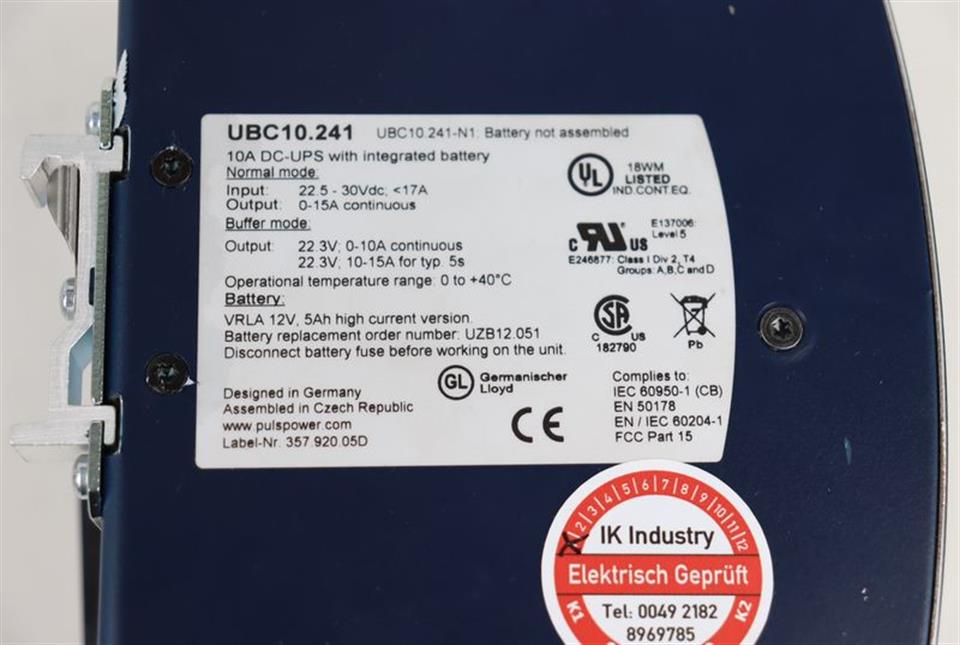 UBC10.241 UBC10.241-N1: Battery not assembled
10A DC-UPS with integrated battery
Normal mode:
Input: 22.5 - 30Vdc; <17A
Output: 0-15A continuous
Buffer mode:
Output: 22.3V; 0-10A continuous
22.3V; 10-15A for typ. 5s
Operational temperature range: 0 to +40°C
Battery:
VRLA 12V, 5Ah high current version.
Battery replacement order number: UZB12.051
Disconnect battery fuse before working on the unit.
Designed in Germany
Assembled in Czech Republic
www.pulspower.com
Label-Nr. 357.920.05D
GL Germanischer
Lloyd
CE
UL
18WM
LISTED
IND.CONT.EQ.
C RU US
E137006:
Level 5
E246877: Class I Div 2, T4
Groups: A,B,C and D
SA
C US
182790
Pb
Complies to:
IEC 60950-1 (CB)
EN 50178
EN / IEC 60204-1
FCC Part 15
2/3/4/5/6/7/8/9/10/11/12
IK Industry
Elektrisch Geprüft
K1 Tel: 0049 2182 K2
8969785